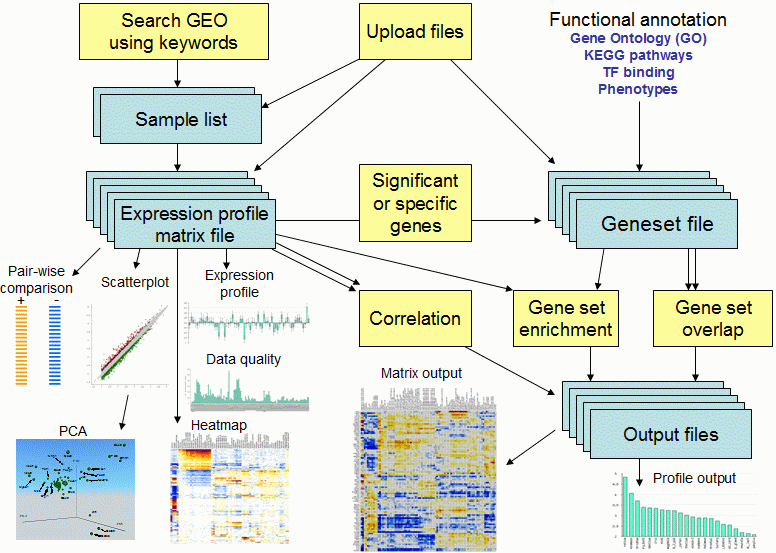 Search GEO
using keywords
Upload files
Functional annotation
Gene Ontology (GO)
KEGG pathways
TF binding
Phenotypes
Sample list
Significant
or specific
genes
Expression profile
matrix file
Geneset file
Pair-wise
comparison
+ -
Scatterplot
Expression
profile
Data quality
Correlation
Gene set
enrichment
Gene set
overlap
Matrix output
PCA
Heatmap
Output files
Profile output